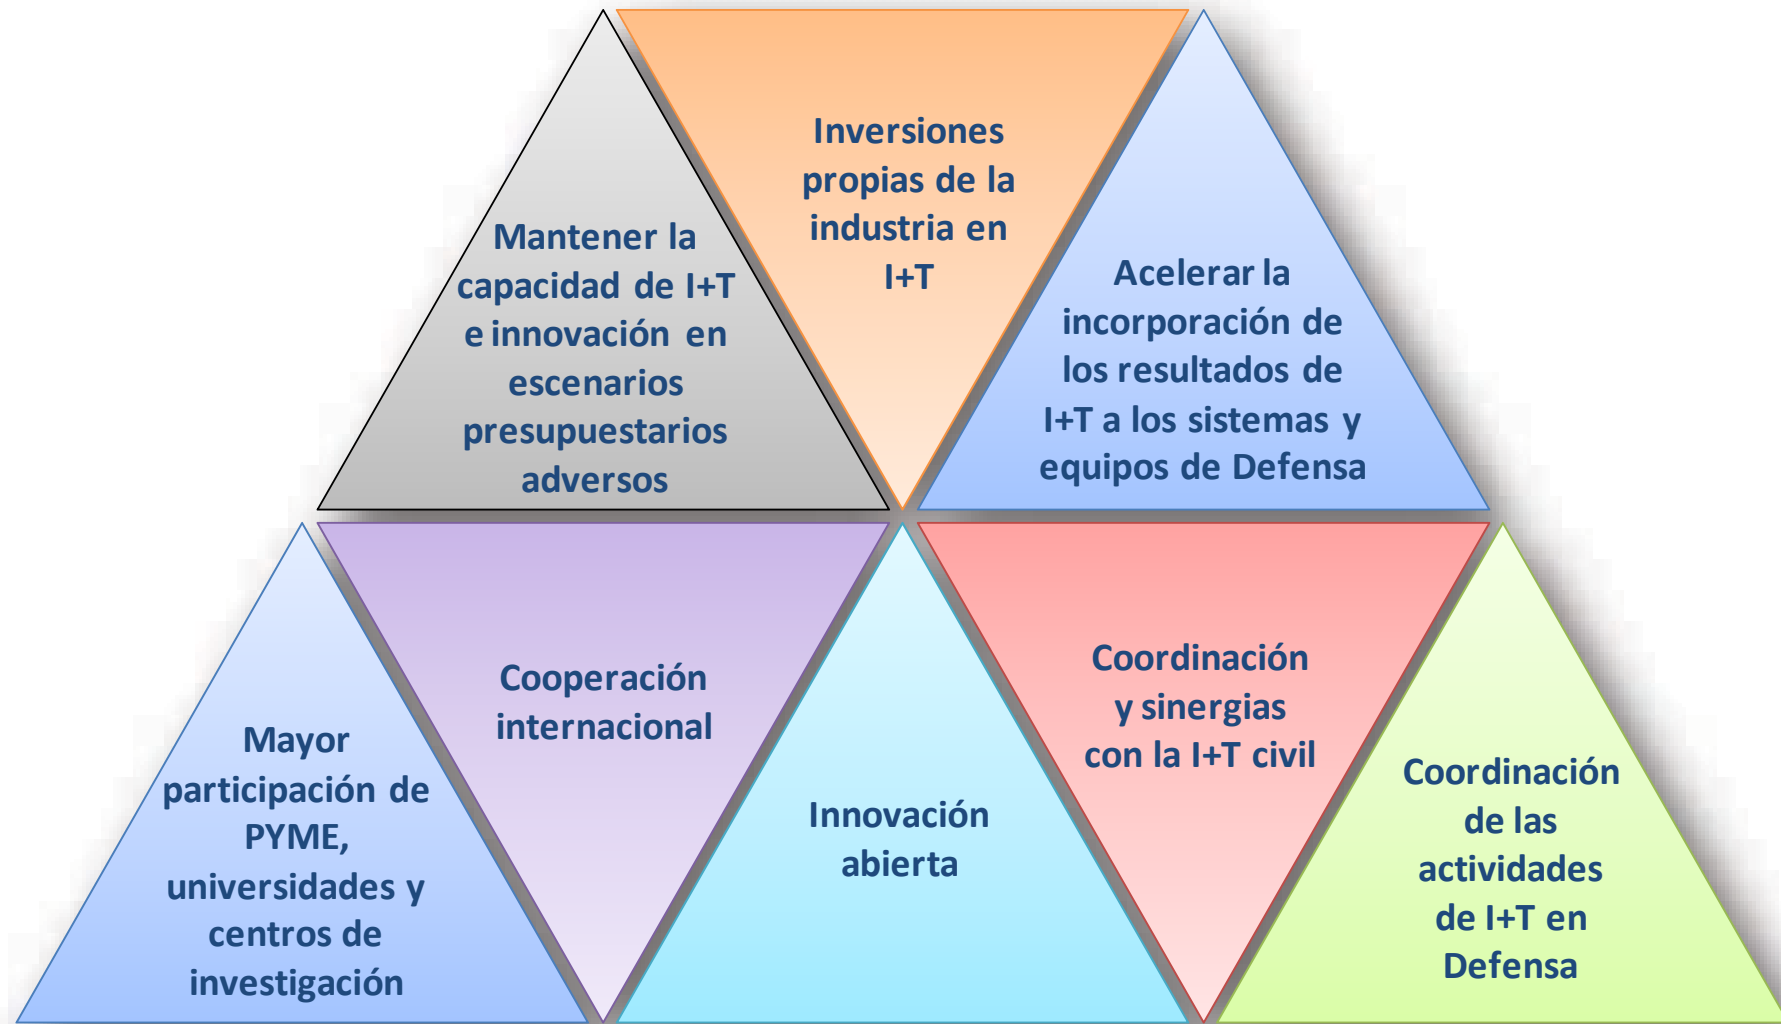 Mantener la
capacidad de I+T
e innovación en
escenarios
presupuestarios
adversos
Inversiones
propias de la
industria en
I+T
Acelerar la
incorporación de
los resultados de
I+T a los sistemas y
equipos de Defensa
Mayor
participación de
PYME,
universidades y
centros de
investigación
Cooperación
internacional
Innovación
abierta
Coordinación
y sinergias
con la I+T civil
Coordinación
de las
actividades
de I+T en
Defensa